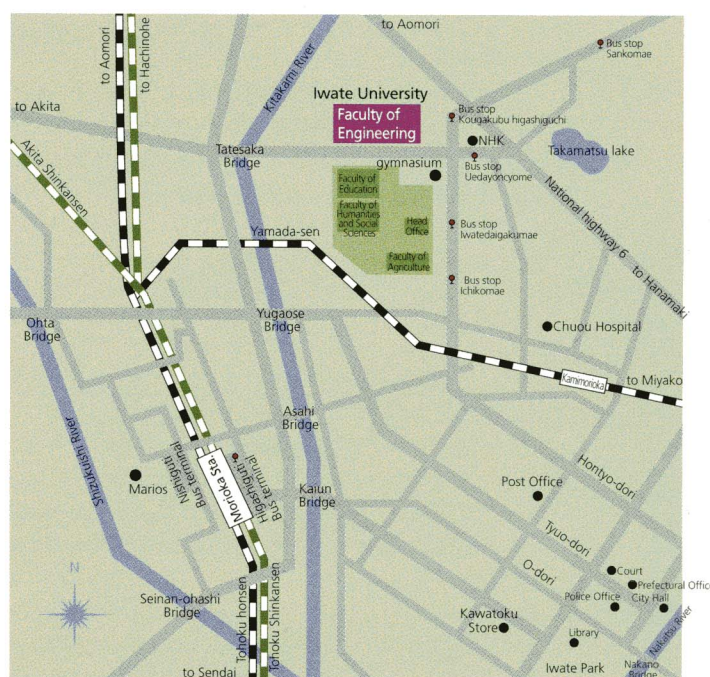 to Aomori
to Aomori
to Hachinohe
Kitakami River
Bus stop
Sankomae
to Akita
Iwate University
Faculty of
Engineering
Bus stop
Kougakubu higashiguchi
NHK
Akita Shinkansen
Tatesaka
Bridge
gymnasium
Bus stop
Uedayoncyome
Takamatsu lake
Faculty of
Education
Faculty of
Humanities
and Social
Sciences
Head
Office
Faculty of
Agriculture
Bus stop
Iwatedaigakumae
National highway 6
to Hanamaki
Yamada-sen
Bus stop
Ichikomae
Ohta
Bridge
Yugaose
Bridge
Chuou Hospital
Kamimorioka
to Miyako
Asahi
Bridge
Shizukuishi River
Marios
Nishiguti
Bus terminal
Morioka Sta.
Higashiguti
Bus terminal
Kaiun
Bridge
Post Office
Hontyo-dori
Tyuo-dori
O-dori
N
Court
Prefectoral Offic
Police Office
City Hall
Seinan-ohashi
Bridge
Tohoku honsen
Tohoku Shinkansen
Kawatoku
Store
Library
Nakatsu River
to Sendai
Iwate Park
Nakano
Bridge